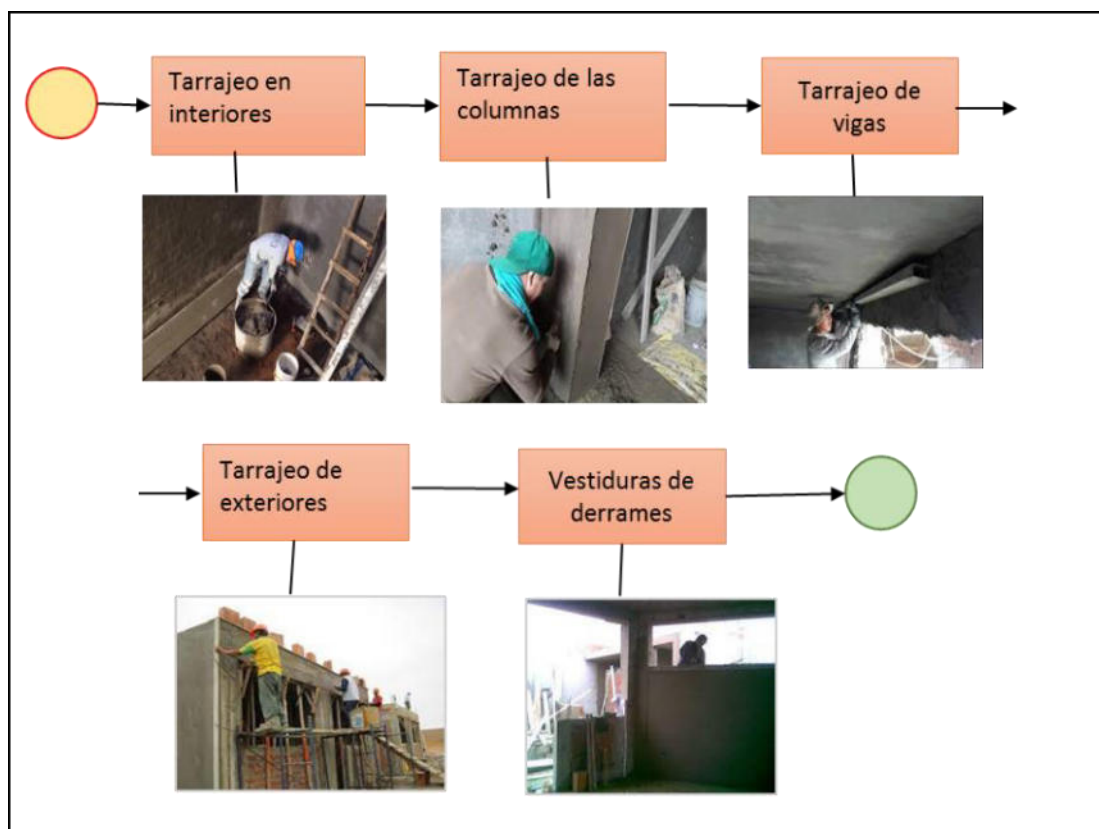 Tarrajeo en
interiores
Tarrajeo de las
columnas
Tarrajeo de
vigas
Tarrajeo de
exteriores
Vestiduras de
derrames